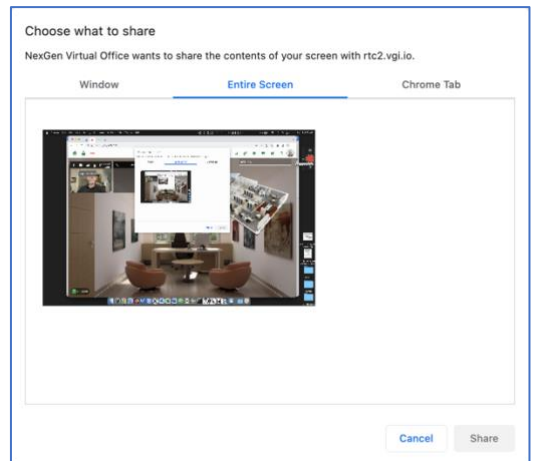 Choose what to share
NexGen Virtual Office wants to share the contents of your screen with rtc2.vgi.io.
Window Entire Screen Chrome Tab
Cancel Share